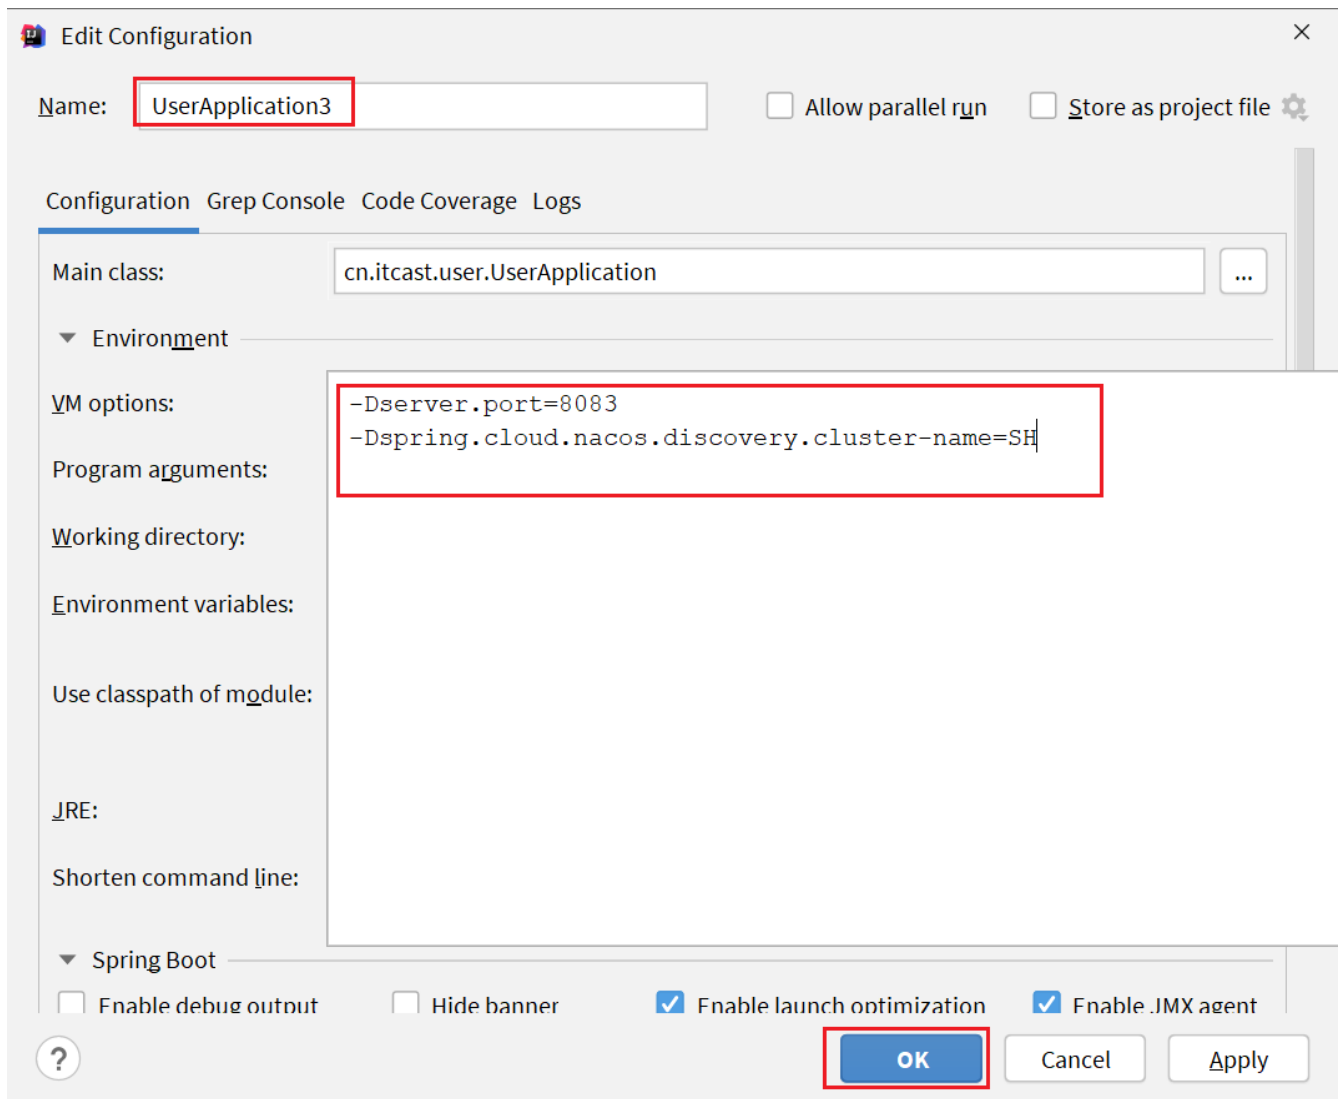 Edit Configuration
Name: UserApplication3 Allow parallel run Store as project file
Configuration Grep Console Code Coverage Logs
Main class: cn.itcast.user.UserApplication ...
Environment
VM options: -Dserver.port=8083
-Dspring.cloud.nacos.discovery.cluster-name=SH
Program arguments:
Working directory:
Environment variables:
Use classpath of module:
JRE:
Shorten command line:
Spring Boot
Enable debug output Hide banner Enable launch optimization Enable JMX agent
? OK Cancel Apply